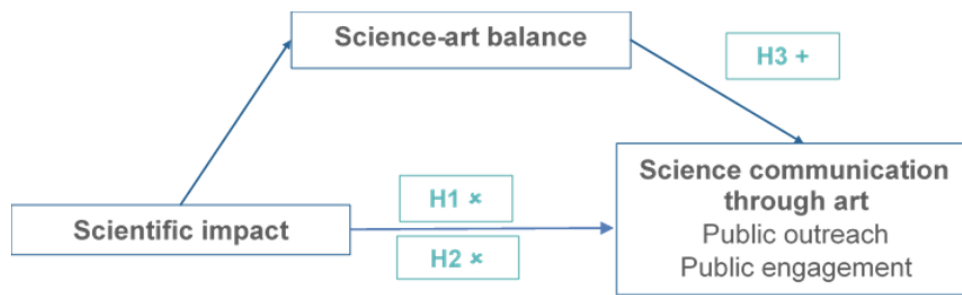 Science-art balance
H3 +
Science communication
through art
Public outreach
Public engagement
H1 ×
Scientific impact
H2 ×